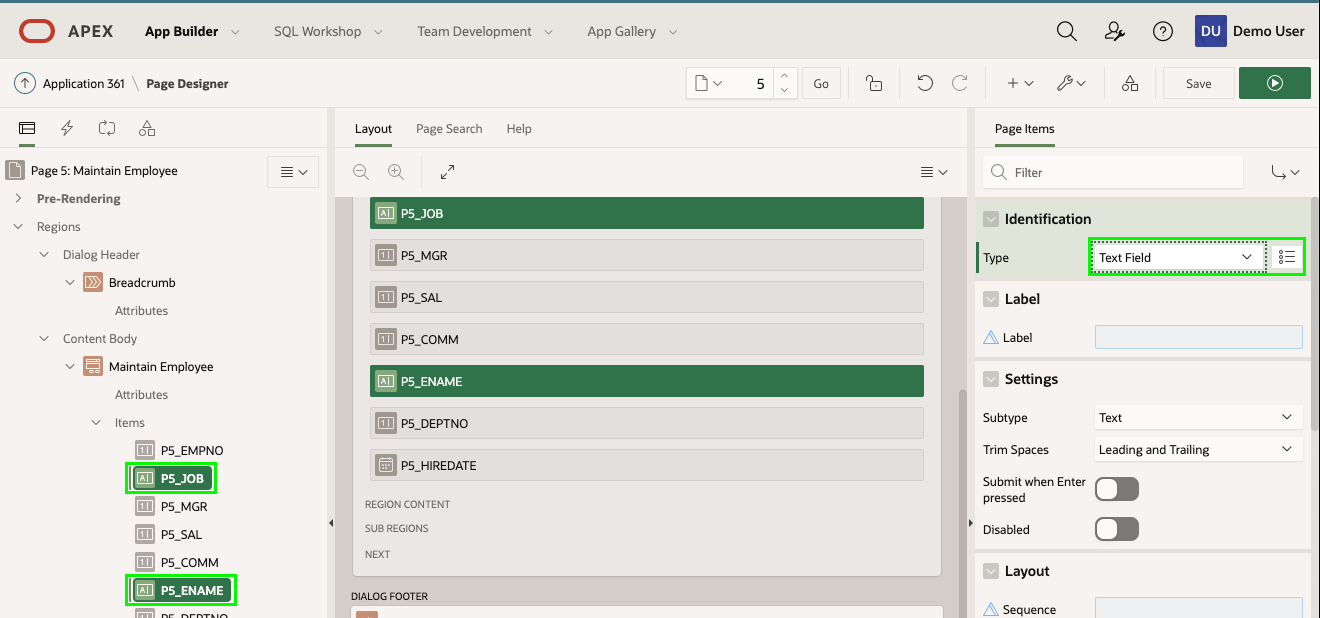 APEX App Builder SQL Workshop Team Development App Gallery DU Demo User
Application 361 \ Page Designer 5 Go Save
Layout Page Search Help
Page Items
Page 5: Maintain Employee
Filter
Pre-Rendering
Regions
Dialog Header
Breadcrumb
Attributes
Content Body
Maintain Employee
Attributes
Items
P5_EMPNO
P5_JOB
P5_MGR
P5_SAL
P5_COMM
P5_ENAME
P5_DEPTNO
P5_JOB
P5_MGR
P5_SAL
P5_COMM
P5_ENAME
P5_DEPTNO
P5_HIREDATE
REGION CONTENT
SUB REGIONS
NEXT
DIALOG FOOTER
Identification
Type Text Field
Label
Label
Settings
Subtype Text
Trim Spaces Leading and Trailing
Submit when Enter
pressed
Disabled
Layout
Sequence